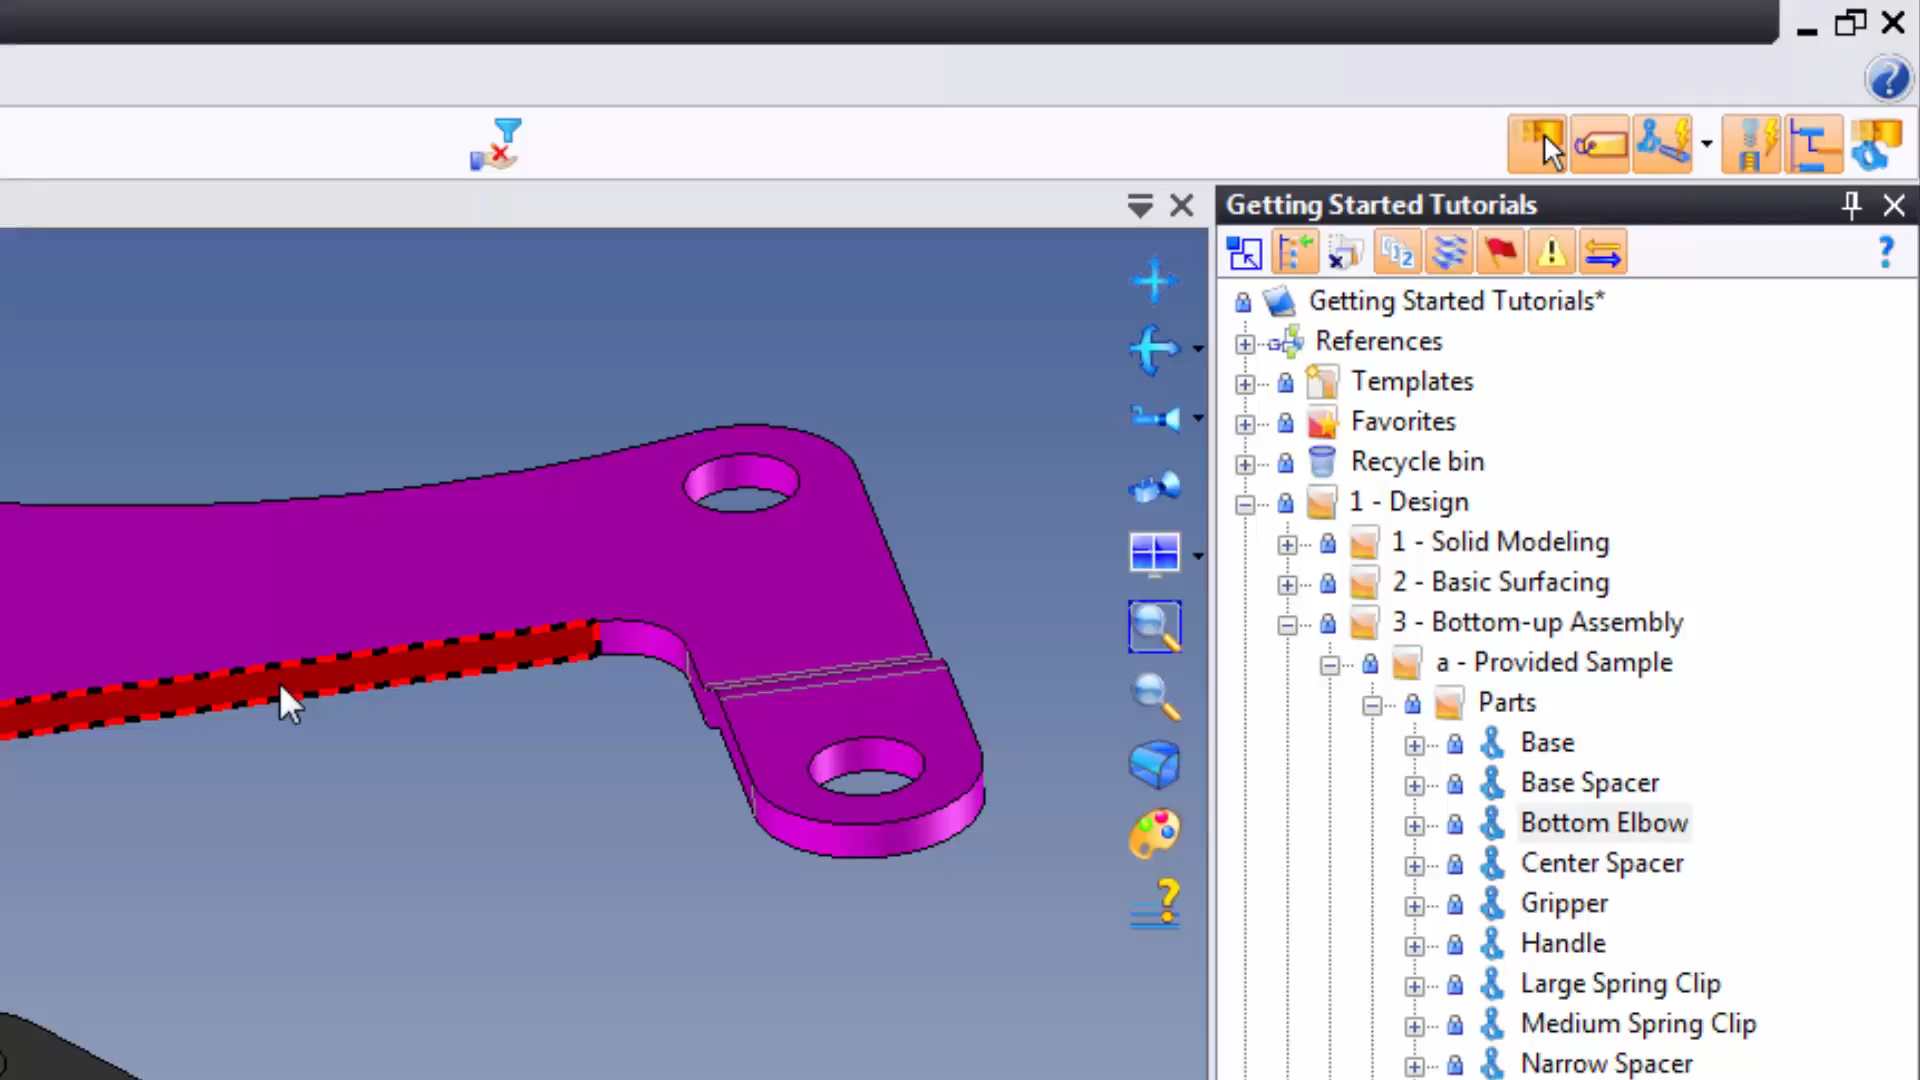 Getting Started Tutorials
Getting Started Tutorials*
References
Templates
Favorites
Recycle bin
1 - Design
1 - Solid Modeling
2 - Basic Surfacing
3 - Bottom-up Assembly
a - Provided Sample
Parts
Base
Base Spacer
Bottom Elbow
Center Spacer
Gripper
Handle
Large Spring Clip
Medium Spring Clip
Narrow Spacer